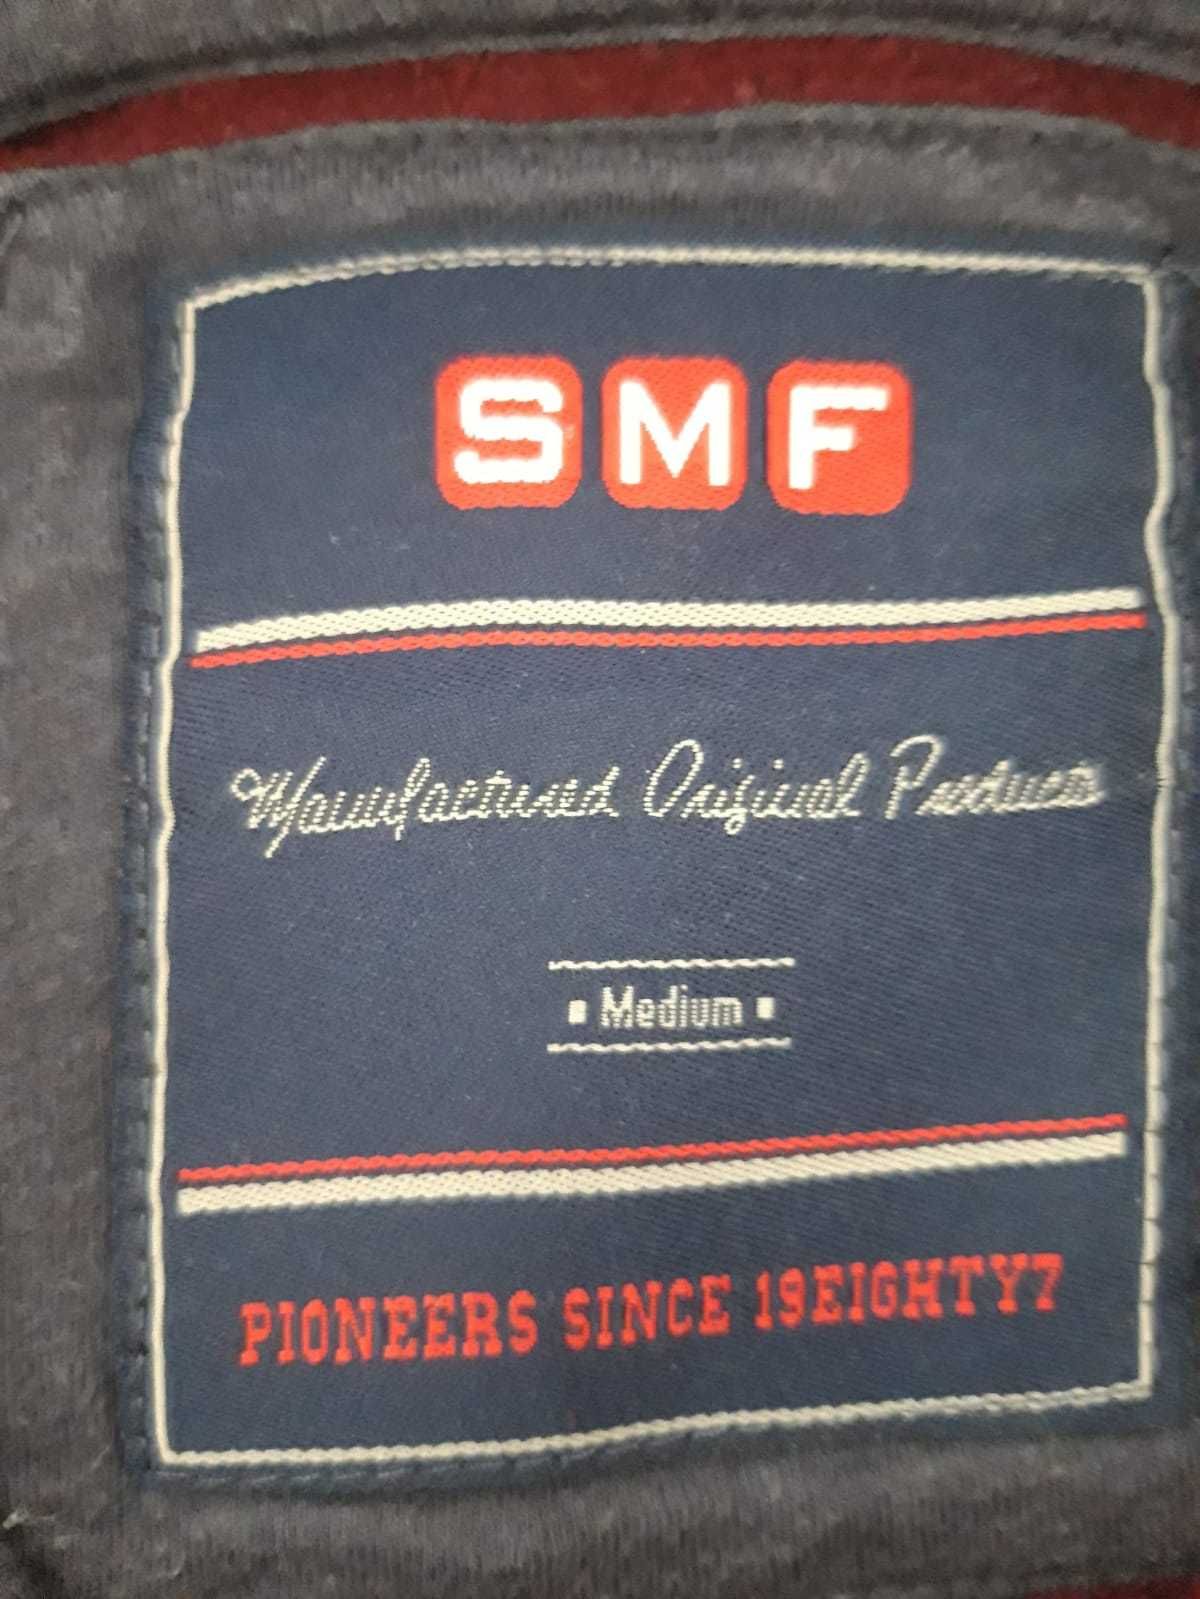 SMF
Manufactured Original Products
Medium
PIONEERS SINCE 19EIGHTY7